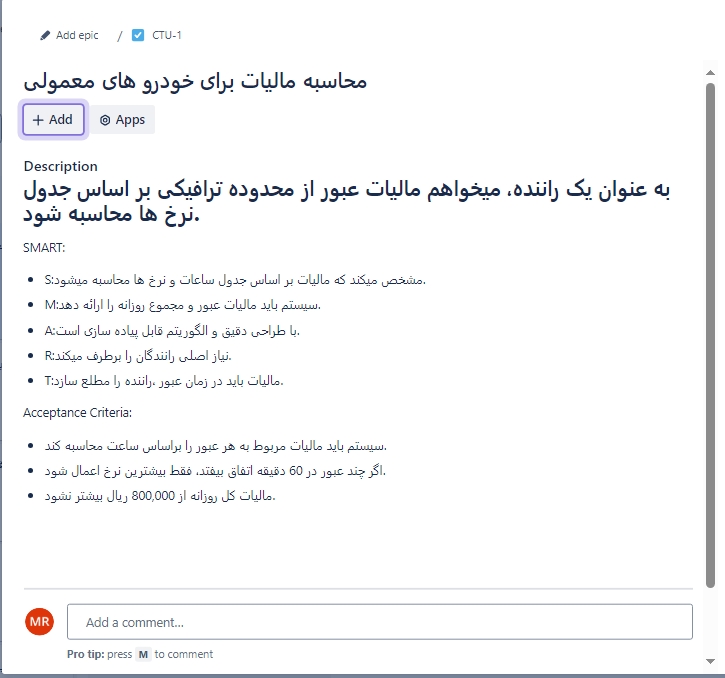 Add epic / CTU-1
محاسبه مالیات برای خودرو های معمولی
+ Add Apps
Description
به عنوان یک راننده، میخواهم مالیات عبور از محدوده ترافیکی بر اساس جدول
نرخ ها محاسبه شود.
SMART:
S:مشخص میکند که مالیات بر اساس جدول ساعات و نرخ ها محاسبه میشود.
M:سیستم باید مالیات عبور و مجموع روزانه را ارائه دهد.
A:با طراحی دقیق و الگوریتم قابل پیاده سازی است.
R:نیاز اصلی رانندگان را برطرف میکند.
T:مالیات باید در زمان عبور ،راننده را مطلع سازد.
Acceptance Criteria:
سیستم باید مالیات مربوط به هر عبور را براساس ساعت محاسبه کند.
اگر چند عبور در 60 دقیقه اتفاق بیفتد، فقط بیشترین نرخ اعمال شود.
مالیات کل روزانه از 800,000 ریال بیشتر نشود.
MR Add a comment...
Pro tip: press M to comment